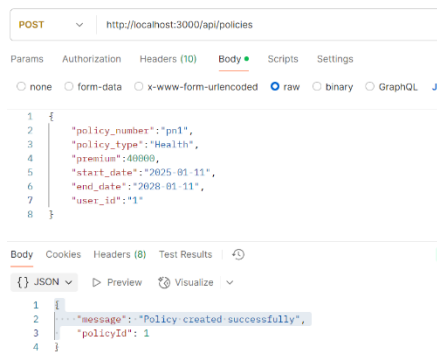 POST http://localhost:3000/api/policies
Params Authorization Headers (10) Body Scripts Settings
none form-data x-www-form-urlencoded raw binary GraphQL J
1 {
2 "policy_number":"pn1",
3 "policy_type":"Health",
4 "premium":40000,
5 "start_date":"2025-01-11",
6 "end_date":"2028-01-11",
7 "user_id":"1"
8 }
Body Cookies Headers (8) Test Results
{} JSON Preview Visualize
1 {
2 "message": "Policy created successfully",
3 "policyId": 1
4 }